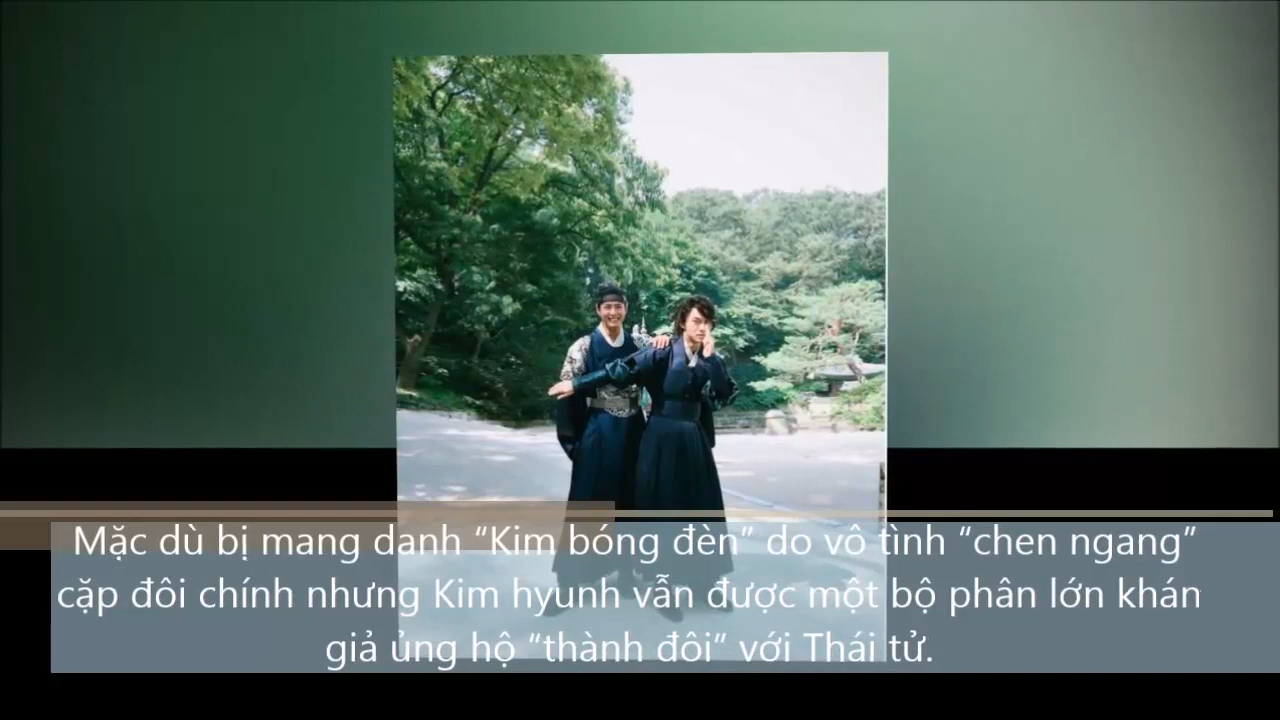 Mặc dù bị mang danh “Kim bóng đèn” do vô tình “chen ngang”
cặp đôi chính nhưng Kim hyunh vẫn được một bộ phân lớn khán
giả ủng hộ “thành đôi” với Thái tử.